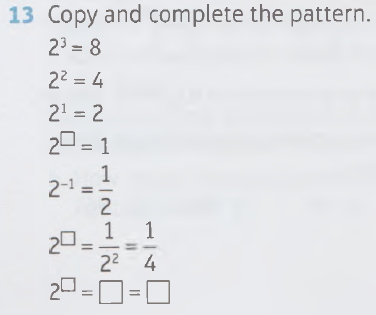 13 Copy and complete the pattern.
2³ = 8
2² = 4
2¹ = 2
2^□ = 1
2⁻¹ = 1/2
2^□ = 1/2² = 1/4
2^□ = □ = □